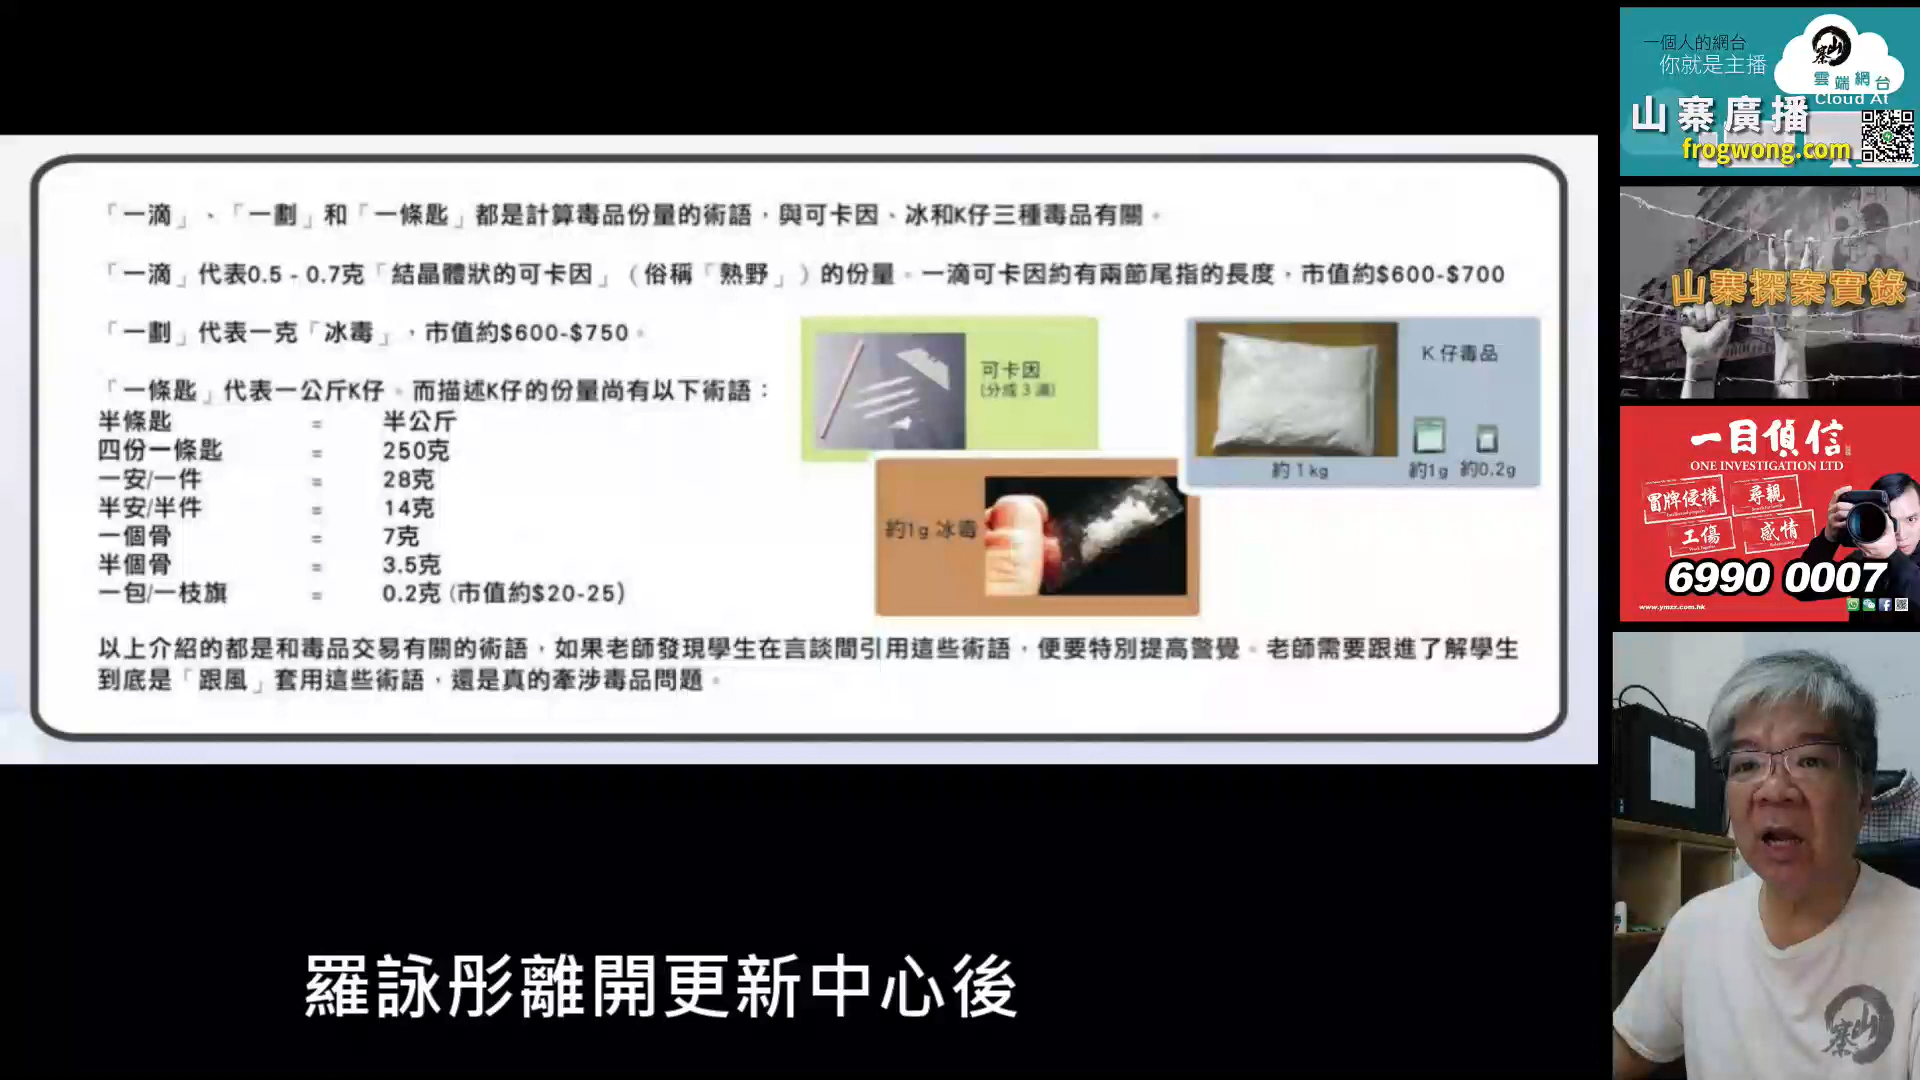 「一滴」、「一劃」和「一條匙」都是計算毒品份量的術語，與可卡因、冰和K仔三種毒品有關。
「一滴」代表0.5 - 0.7克「結晶體狀的可卡因」（俗稱「熟野」）的份量。一滴可卡因約有兩節尾指的長度，市值約$600-$700
「一劃」代表一克「冰毒」，市值約$600-$750。
「一條匙」代表一公斤K仔。而描述K仔的份量尚有以下術語：
半條匙 = 半公斤
四份一條匙 = 250克
一安/一件 = 28克
半安/半件 = 14克
一個骨 = 7克
半個骨 = 3.5克
一包/一枝旗 = 0.2克 (市值約$20-25)
可卡因
(分成3滴)
K仔毒品
約1kg
約1g
約0.2g
約1g 冰毒
以上介紹的都是和毒品交易有關的術語，如果老師發現學生在言談間引用這些術語，便要特別提高警覺。老師需要跟進了解學生
到底是「跟風」套用這些術語，還是真的牽涉毒品問題。
羅詠彤離開更新中心後
一個人的網台
你就是主播
山寨
雲端網台
Cloud AI
山寨廣播
frogwong.com
山寨探案實錄
一目偵信
ONE INVESTIGATION LTD
冒牌侵權
尋親
工傷
感情
6990 0007
www.ymzx.com.hk
山寨